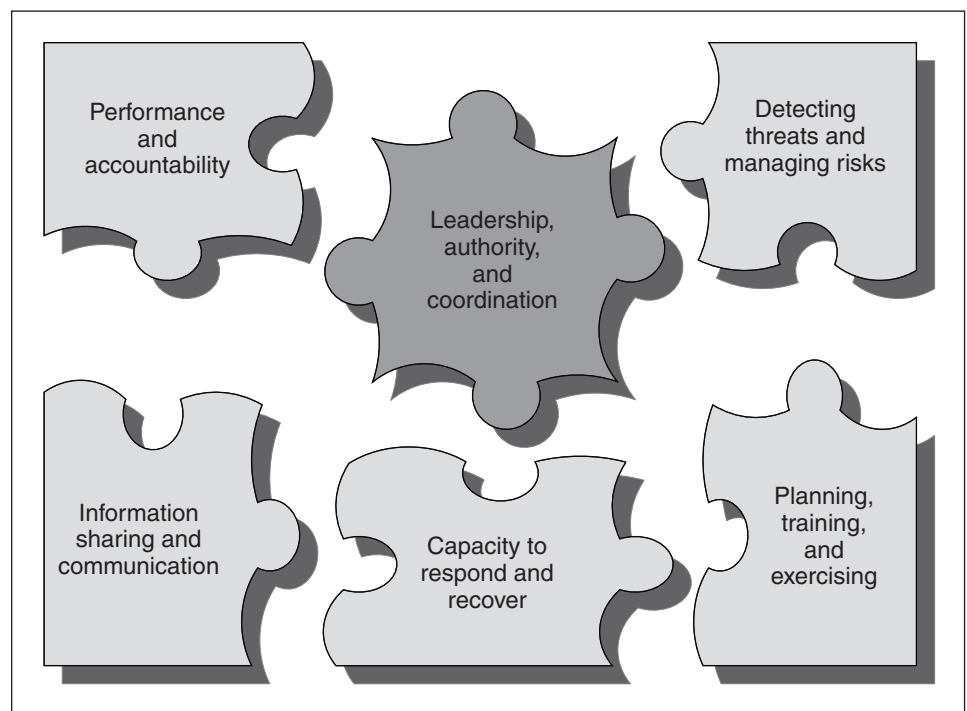 Performance
and
accountability
Leadership,
authority,
and
coordination
Detecting
threats and
managing risks
Information
sharing and
communication
Capacity to
respond and
recover
Planning,
training,
and
exercising